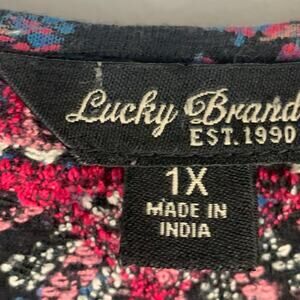 Lucky Brand
EST. 1990
1X
MADE IN
INDIA